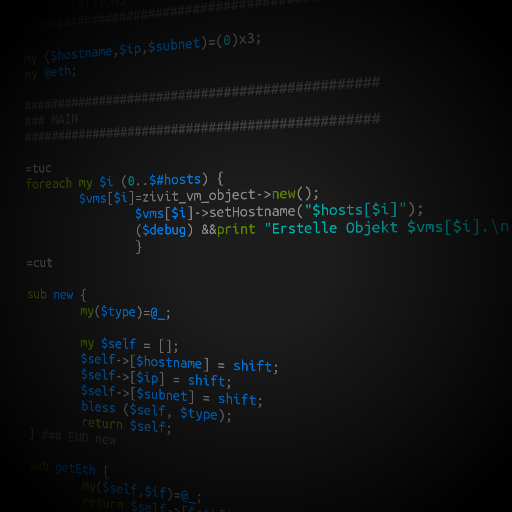 my ($hostname,$ip,$subnet)=(0)x3;
my @eth;
###########################################
### MAIN
###########################################
=tuc
foreach my $i (0..$#hosts) {
$vms[$i]=zivit_vm_object->new();
$vms[$i]->setHostname("$hosts[$i]");
($debug) &&print "Erstelle Objekt $vms[$i].\n
}
=cut
sub new {
my($type)=@_;
my $self = [];
$self->[$hostname] = shift;
$self->[$ip] = shift;
$self->[$subnet] = shift;
bless ($self, $type);
return $self;
} ### END new
sub getEth {
my($self,$if)=@_;
return